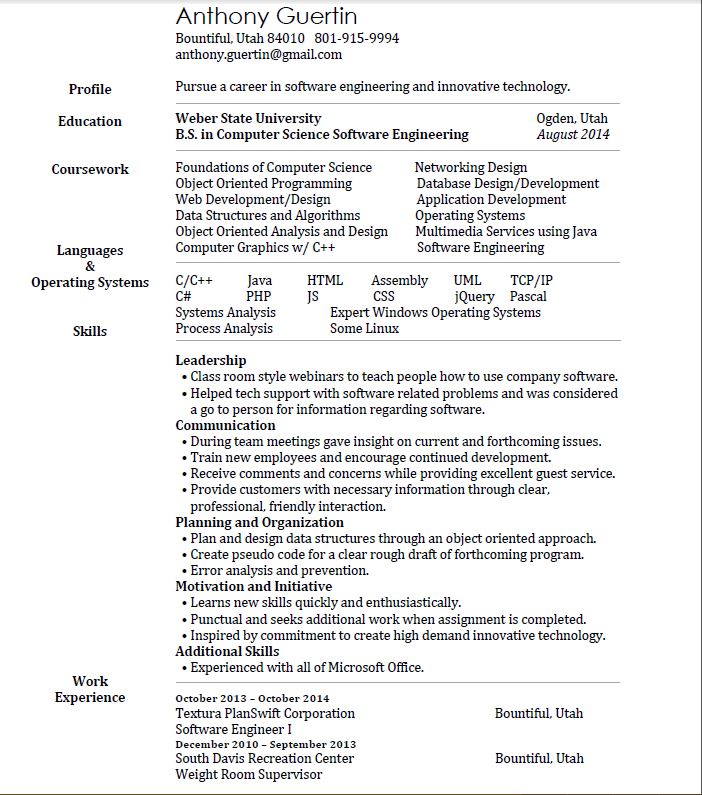 Anthony Guertin
Bountiful, Utah 84010 801-915-9994
anthony.guertin@gmail.com
Profile
Pursue a career in software engineering and innovative technology.
Education
Weber State University Ogden, Utah
B.S. in Computer Science Software Engineering August 2014
Coursework
Foundations of Computer Science Networking Design
Object Oriented Programming Database Design/Development
Web Development/Design Application Development
Data Structures and Algorithms Operating Systems
Object Oriented Analysis and Design Multimedia Services using Java
Computer Graphics w/ C++ Software Engineering
Languages
&
Operating Systems
C/C++ Java HTML Assembly UML TCP/IP
C# PHP JS CSS jQuery Pascal
Systems Analysis Expert Windows Operating Systems
Process Analysis Some Linux
Skills
Leadership
• Class room style webinars to teach people how to use company software.
• Helped tech support with software related problems and was considered
a go to person for information regarding software.
Communication
• During team meetings gave insight on current and forthcoming issues.
• Train new employees and encourage continued development.
• Receive comments and concerns while providing excellent guest service.
• Provide customers with necessary information through clear,
professional, friendly interaction.
Planning and Organization
• Plan and design data structures through an object oriented approach.
• Create pseudo code for a clear rough draft of forthcoming program.
• Error analysis and prevention.
Motivation and Initiative
• Learns new skills quickly and enthusiastically.
• Punctual and seeks additional work when assignment is completed.
• Inspired by commitment to create high demand innovative technology.
Additional Skills
• Experienced with all of Microsoft Office.
Work
Experience
October 2013 – October 2014
Textura PlanSwift Corporation Bountiful, Utah
Software Engineer I
December 2010 – September 2013
South Davis Recreation Center Bountiful, Utah
Weight Room Supervisor